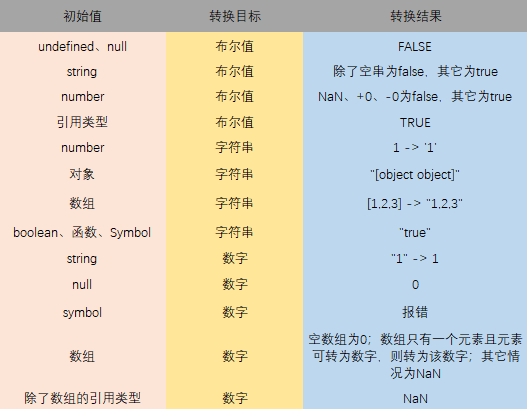 初始值 转换目标 转换结果
undefined、null 布尔值 FALSE
string 布尔值 除了空串为false，其它为true
number 布尔值 NaN、+0、-0为false，其它为true
引用类型 布尔值 TRUE
number 字符串 1 -> '1'
对象 字符串 "[object object]"
数组 字符串 [1,2,3] -> "1,2,3"
boolean、函数、Symbol 字符串 "true"
string 数字 "1" -> 1
null 数字 0
symbol 数字 报错
数组 数字 空数组为0；数组只有一个元素且元素
可转为数字，则转为该数字；其它情
况为NaN
除了数组的引用类型 数字 NaN